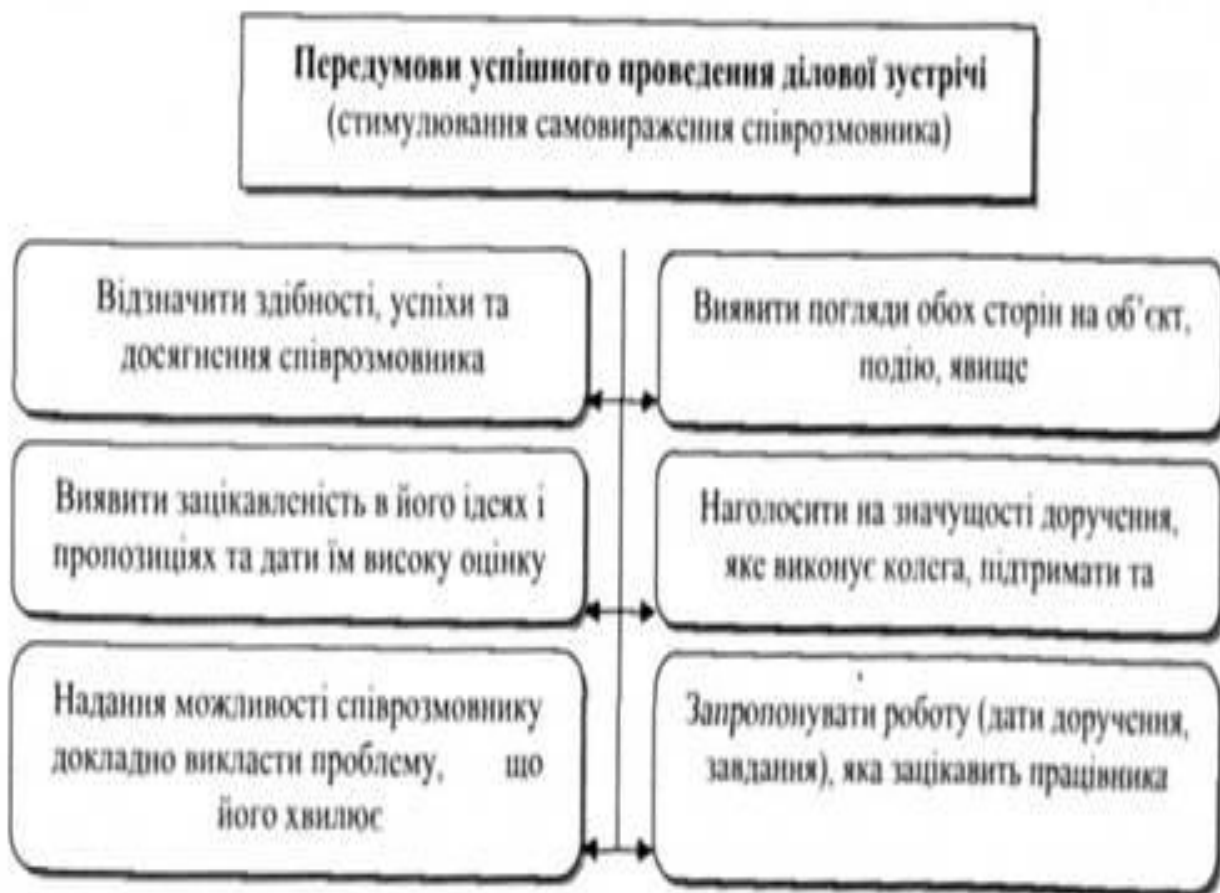 Передумови успішного проведення ділової зустрічі
(стимулювання самовираження співрозмовника)
Відзначити здібності, успіхи та
досягнення співрозмовника
Виявити погляди обох сторін на об’єкт,
подію, явище
Виявити зацікавленість в його ідеях і
пропозиціях та дати їм високу оцінку
Наголосити на значущості доручення,
яке виконує колега, підтримати та
Надання можливості співрозмовнику
докладно викласти проблему, що
його хвилює
Запропонувати роботу (дати доручення,
завдання), яка зацікавить працівника